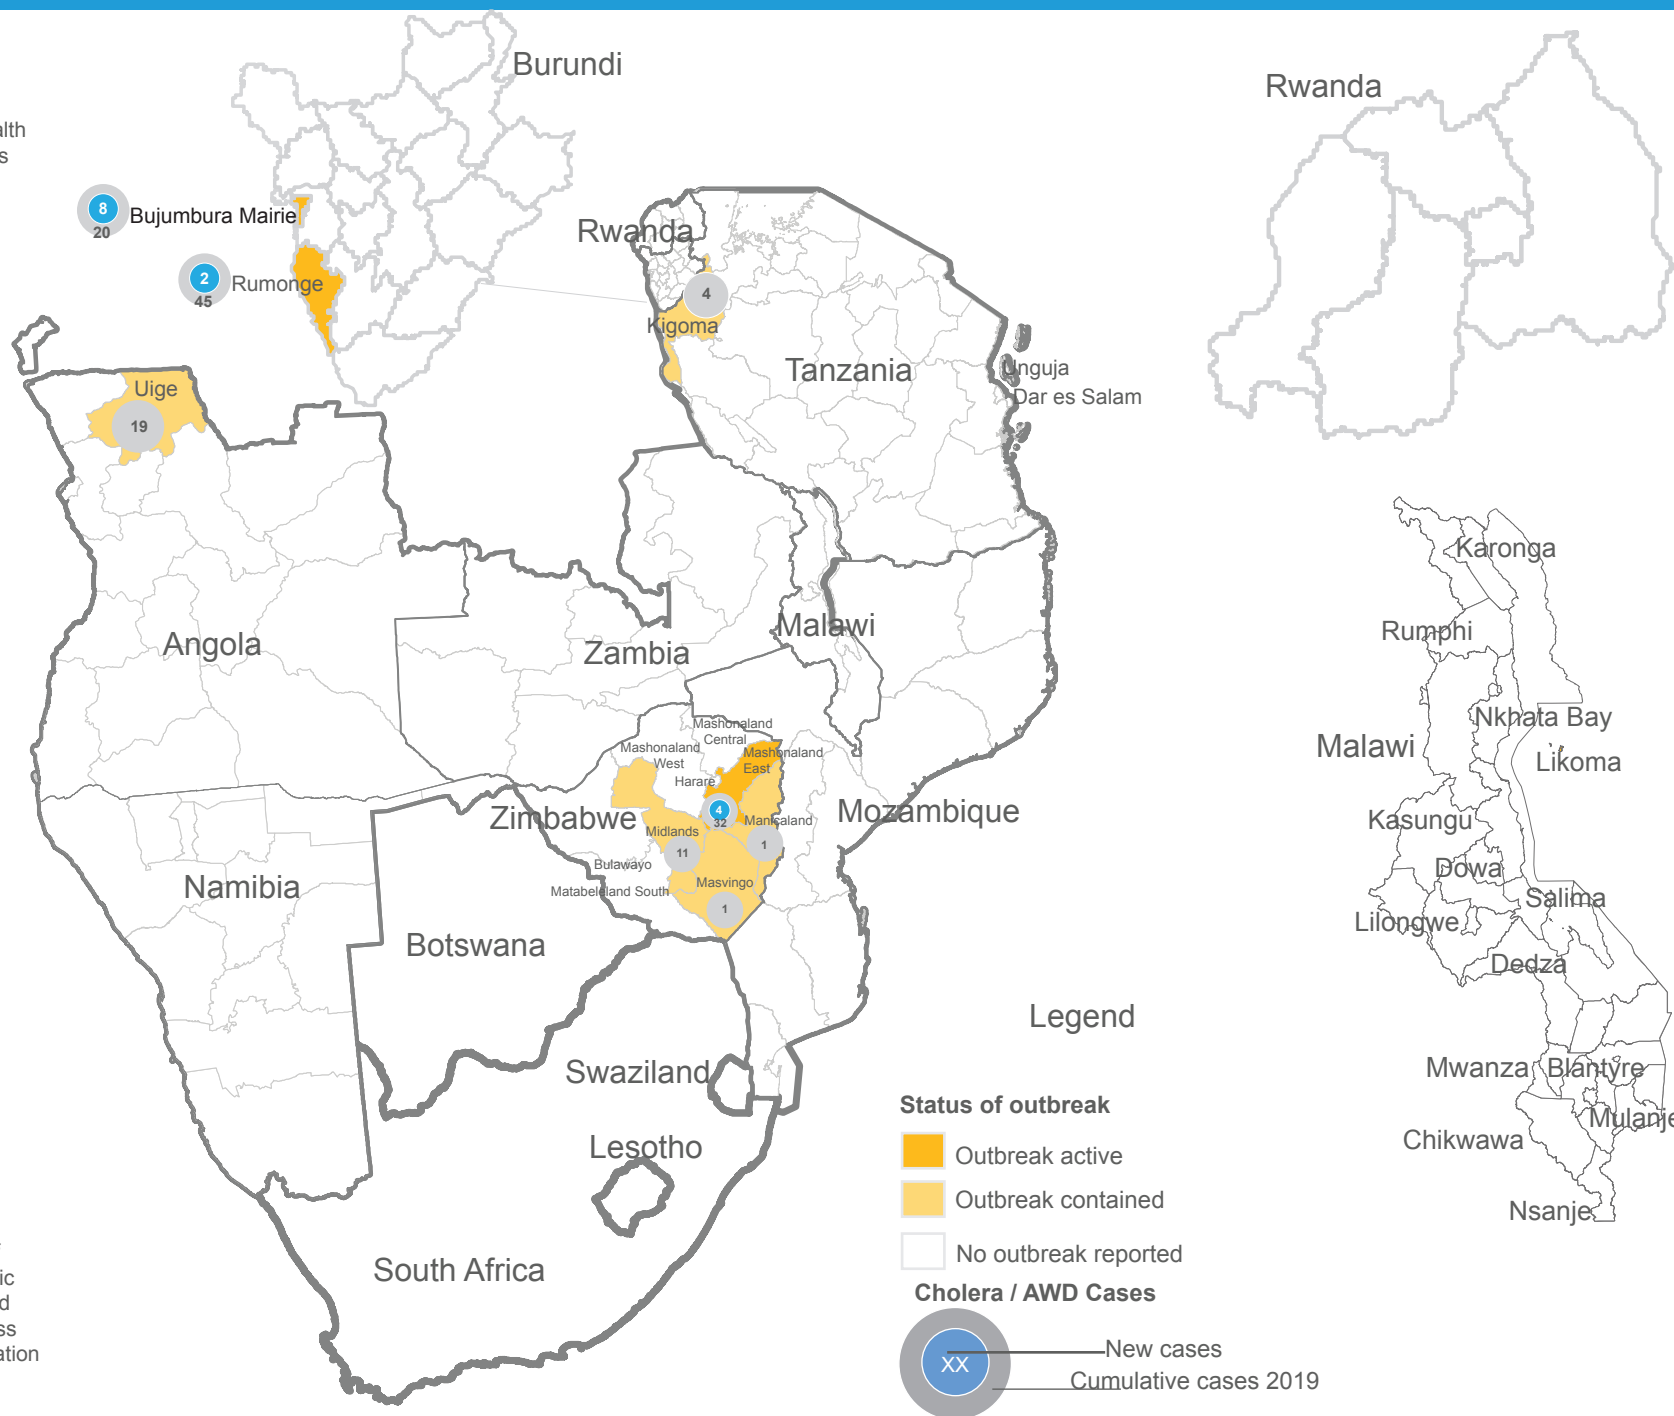 Burundi
Rwanda
alth
s
8
20
Bujumbura Mairie
2
45
Rumonge
Rwanda
4
Kigoma
Tanzania
Unguja
Dar es Salam
Uige
19
Angola
Zambia
Malawi
Mashonaland
Central
Mashonaland
West
Mashonaland
East
Harare
Zimbabwe
4
32
Midlands
Manicaland
11
1
Bulawayo
Masvingo
Matabeleland South
1
Mozambique
Namibia
Botswana
Swaziland
Lesotho
South Africa
Karonga
Rumphi
Nkhata Bay
Malawi
Likoma
Kasungu
Dowa
Salima
Lilongwe
Dedza
Mwanza
Blantyre
Mulanje
Chikwawa
Nsanje
Legend
Status of outbreak
Outbreak active
Outbreak contained
No outbreak reported
Cholera / AWD Cases
XX
New cases
Cumulative cases 2019
ic
d
ss
ation